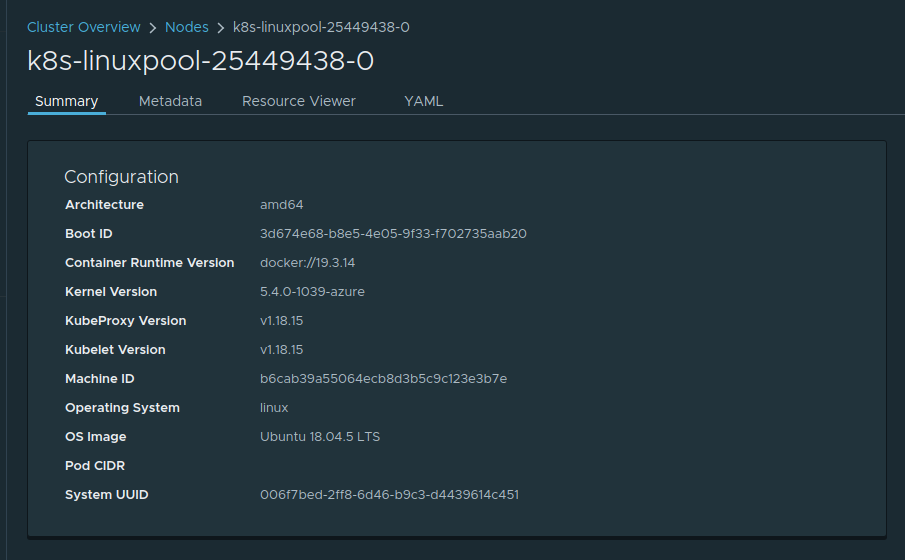 Cluster Overview > Nodes > k8s-linuxpool-25449438-0
k8s-linuxpool-25449438-0
Summary Metadata Resource Viewer YAML
Configuration
Architecture amd64
Boot ID 3d674e68-b8e5-4e05-9f33-f702735aab20
Container Runtime Version docker://19.3.14
Kernel Version 5.4.0-1039-azure
KubeProxy Version v1.18.15
Kubelet Version v1.18.15
Machine ID b6cab39a55064ecb8d3b5c9c123e3b7e
Operating System linux
OS Image Ubuntu 18.04.5 LTS
Pod CIDR
System UUID 006f7bed-2ff8-6d46-b9c3-d4439614c451